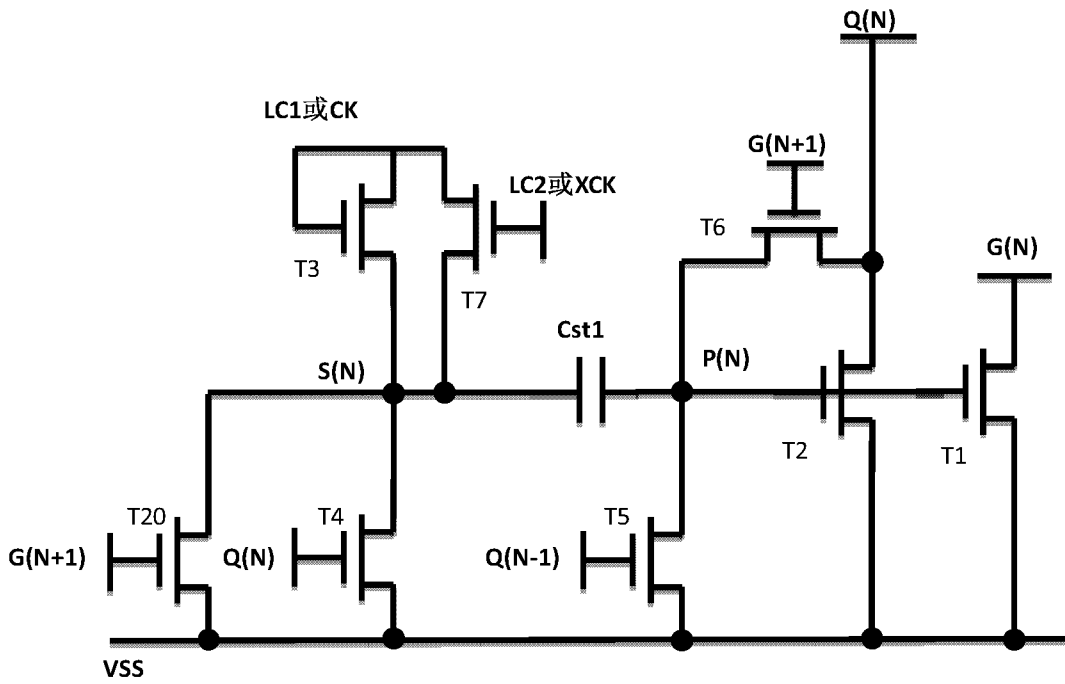 Q(N)
LC1或CK
G(N+1)
LC2或XCK
T6
G(N)
T3
T7
Cst1
S(N)
P(N)
T2
T1
T20
T4
T5
G(N+1)
Q(N)
Q(N-1)
VSS